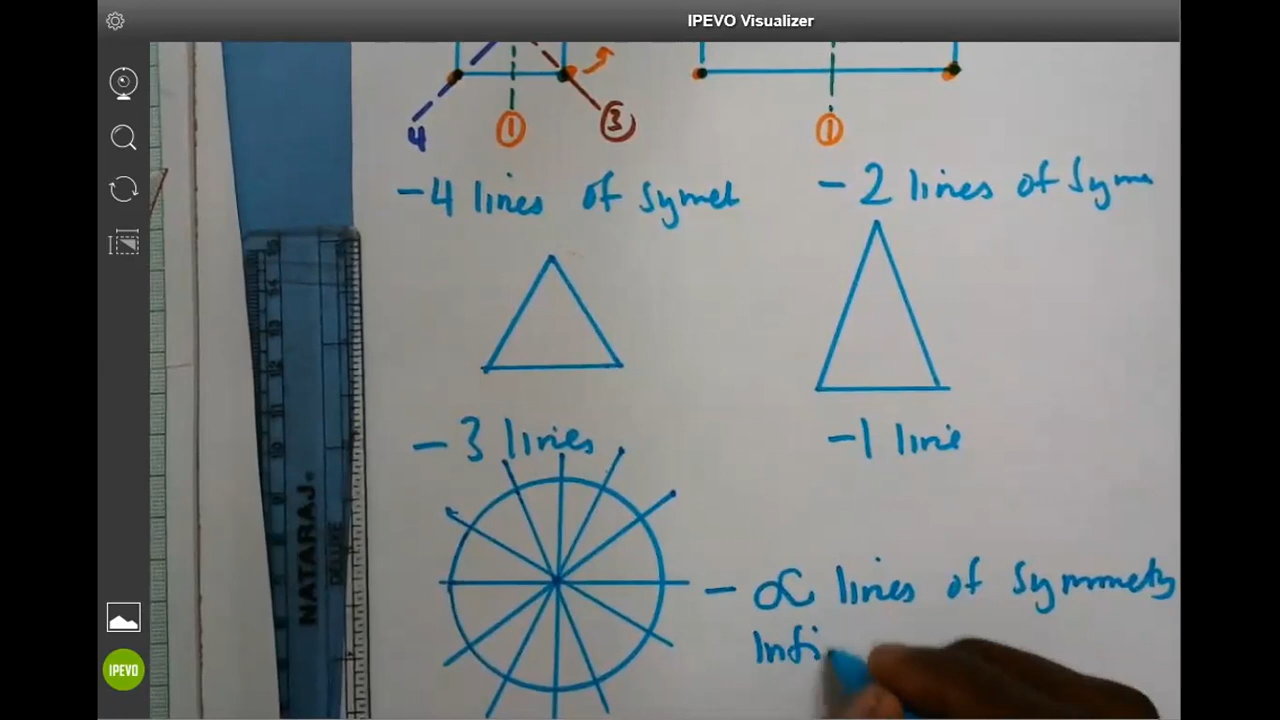 IPEVO Visualizer
4 1 3 1
-4 lines of Symet
-2 lines of Sym
-3 lines
-1 line
-∝ lines of Symmetry
Infi
NATARAJ.
DELUXE
IPEVO